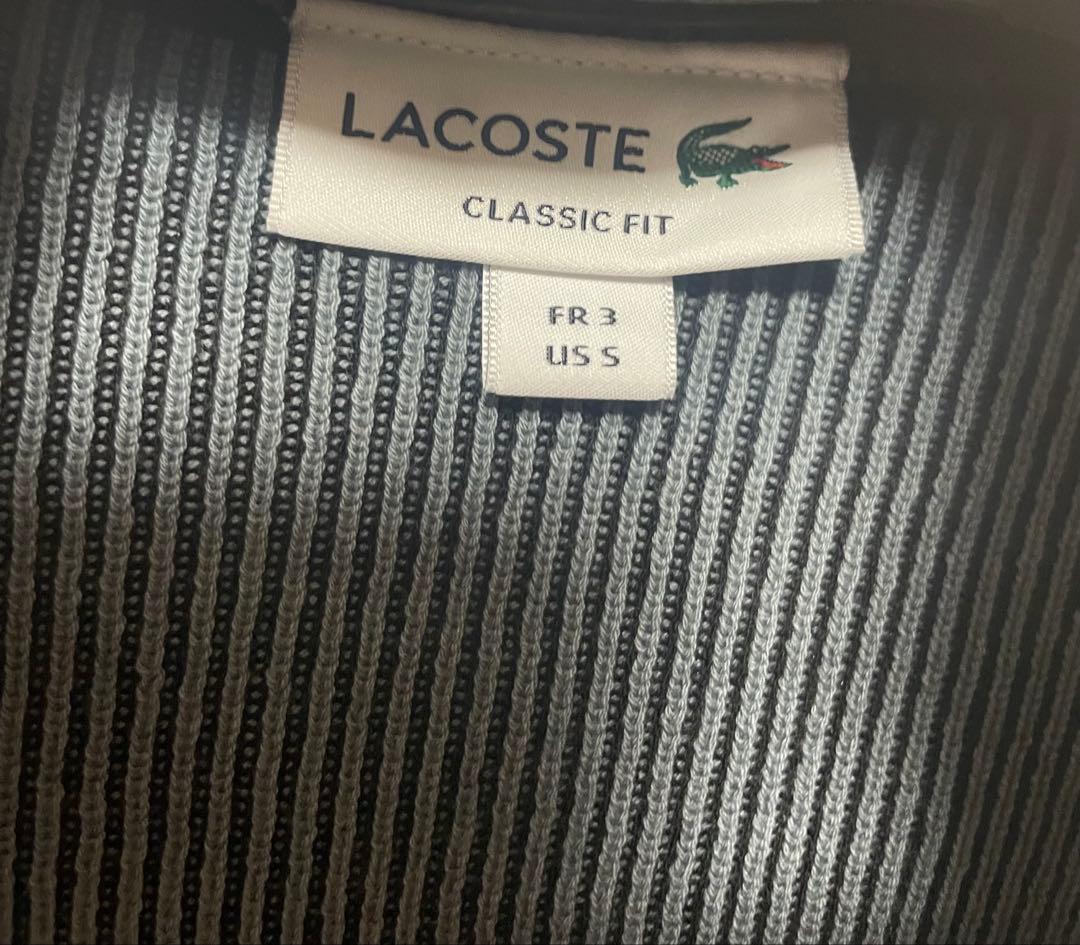 LACOSTE
CLASSIC FIT
FR 3
US S